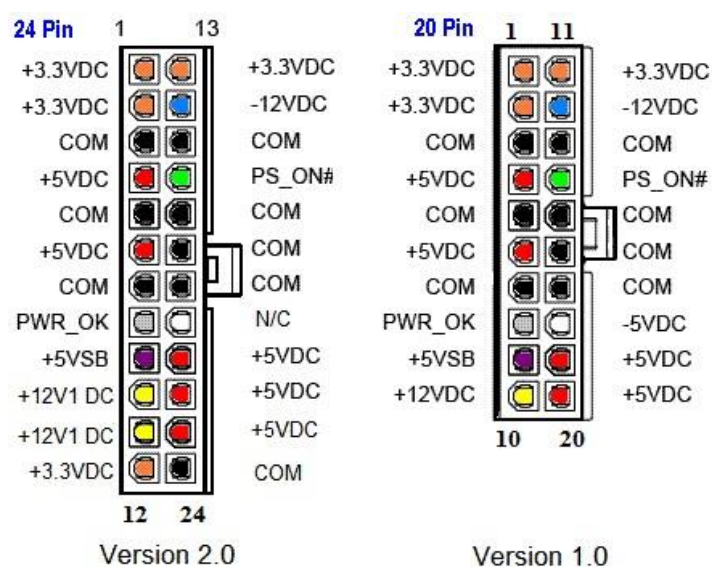 24 Pin 1 13
+3.3VDC +3.3VDC
+3.3VDC -12VDC
COM COM
+5VDC PS_ON#
COM COM
+5VDC COM
COM COM
PWR_OK N/C
+5VSB +5VDC
+12V1 DC +5VDC
+12V1 DC +5VDC
+3.3VDC COM
12 24
Version 2.0
20 Pin 1 11
+3.3VDC +3.3VDC
+3.3VDC -12VDC
COM COM
+5VDC PS_ON#
COM COM
+5VDC COM
COM COM
PWR_OK -5VDC
+5VSB +5VDC
+12VDC +5VDC
10 20
Version 1.0